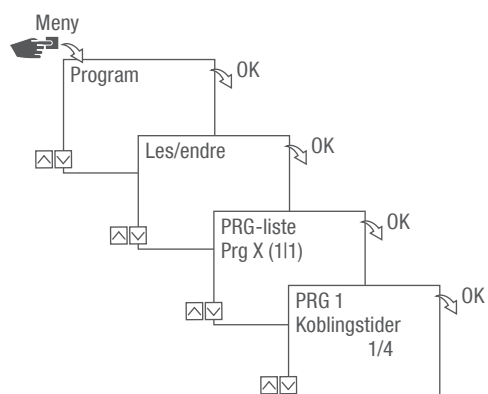 Meny
Program
OK
Les/endre
OK
PRG-liste
Prg X (1|1)
OK
PRG 1
Koblingstider
1/4
OK